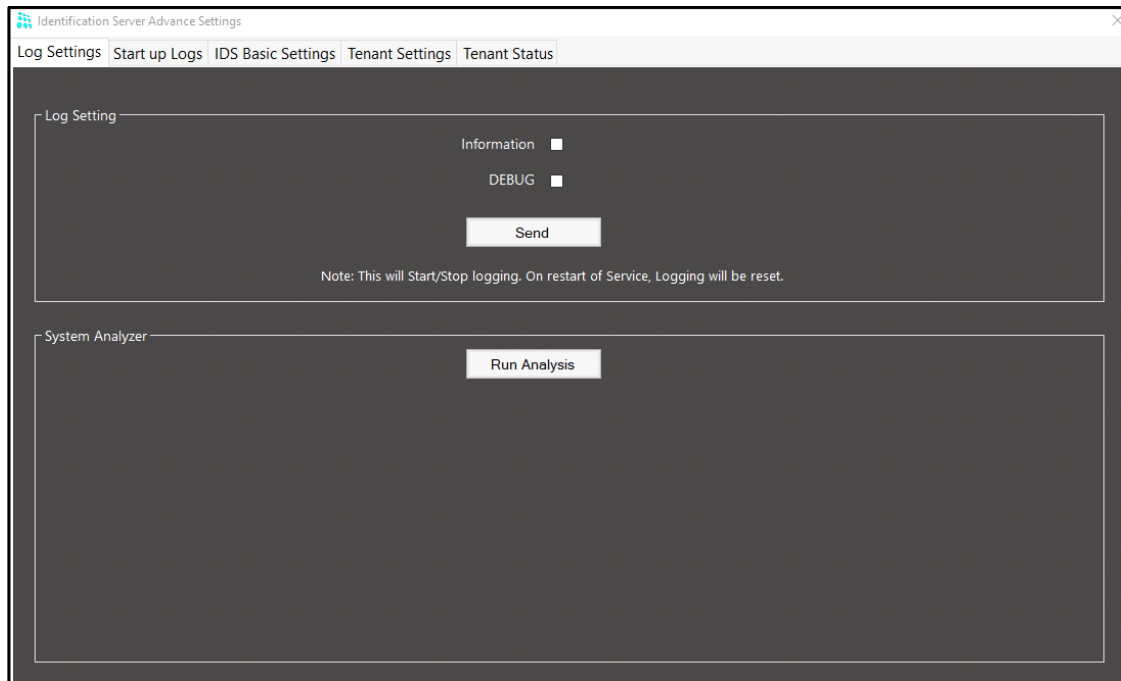 Identification Server Advance Settings
Log Settings Start up Logs IDS Basic Settings Tenant Settings Tenant Status
Log Setting
Information
DEBUG
Send
Note: This will Start/Stop logging. On restart of Service, Logging will be reset.
System Analyzer
Run Analysis